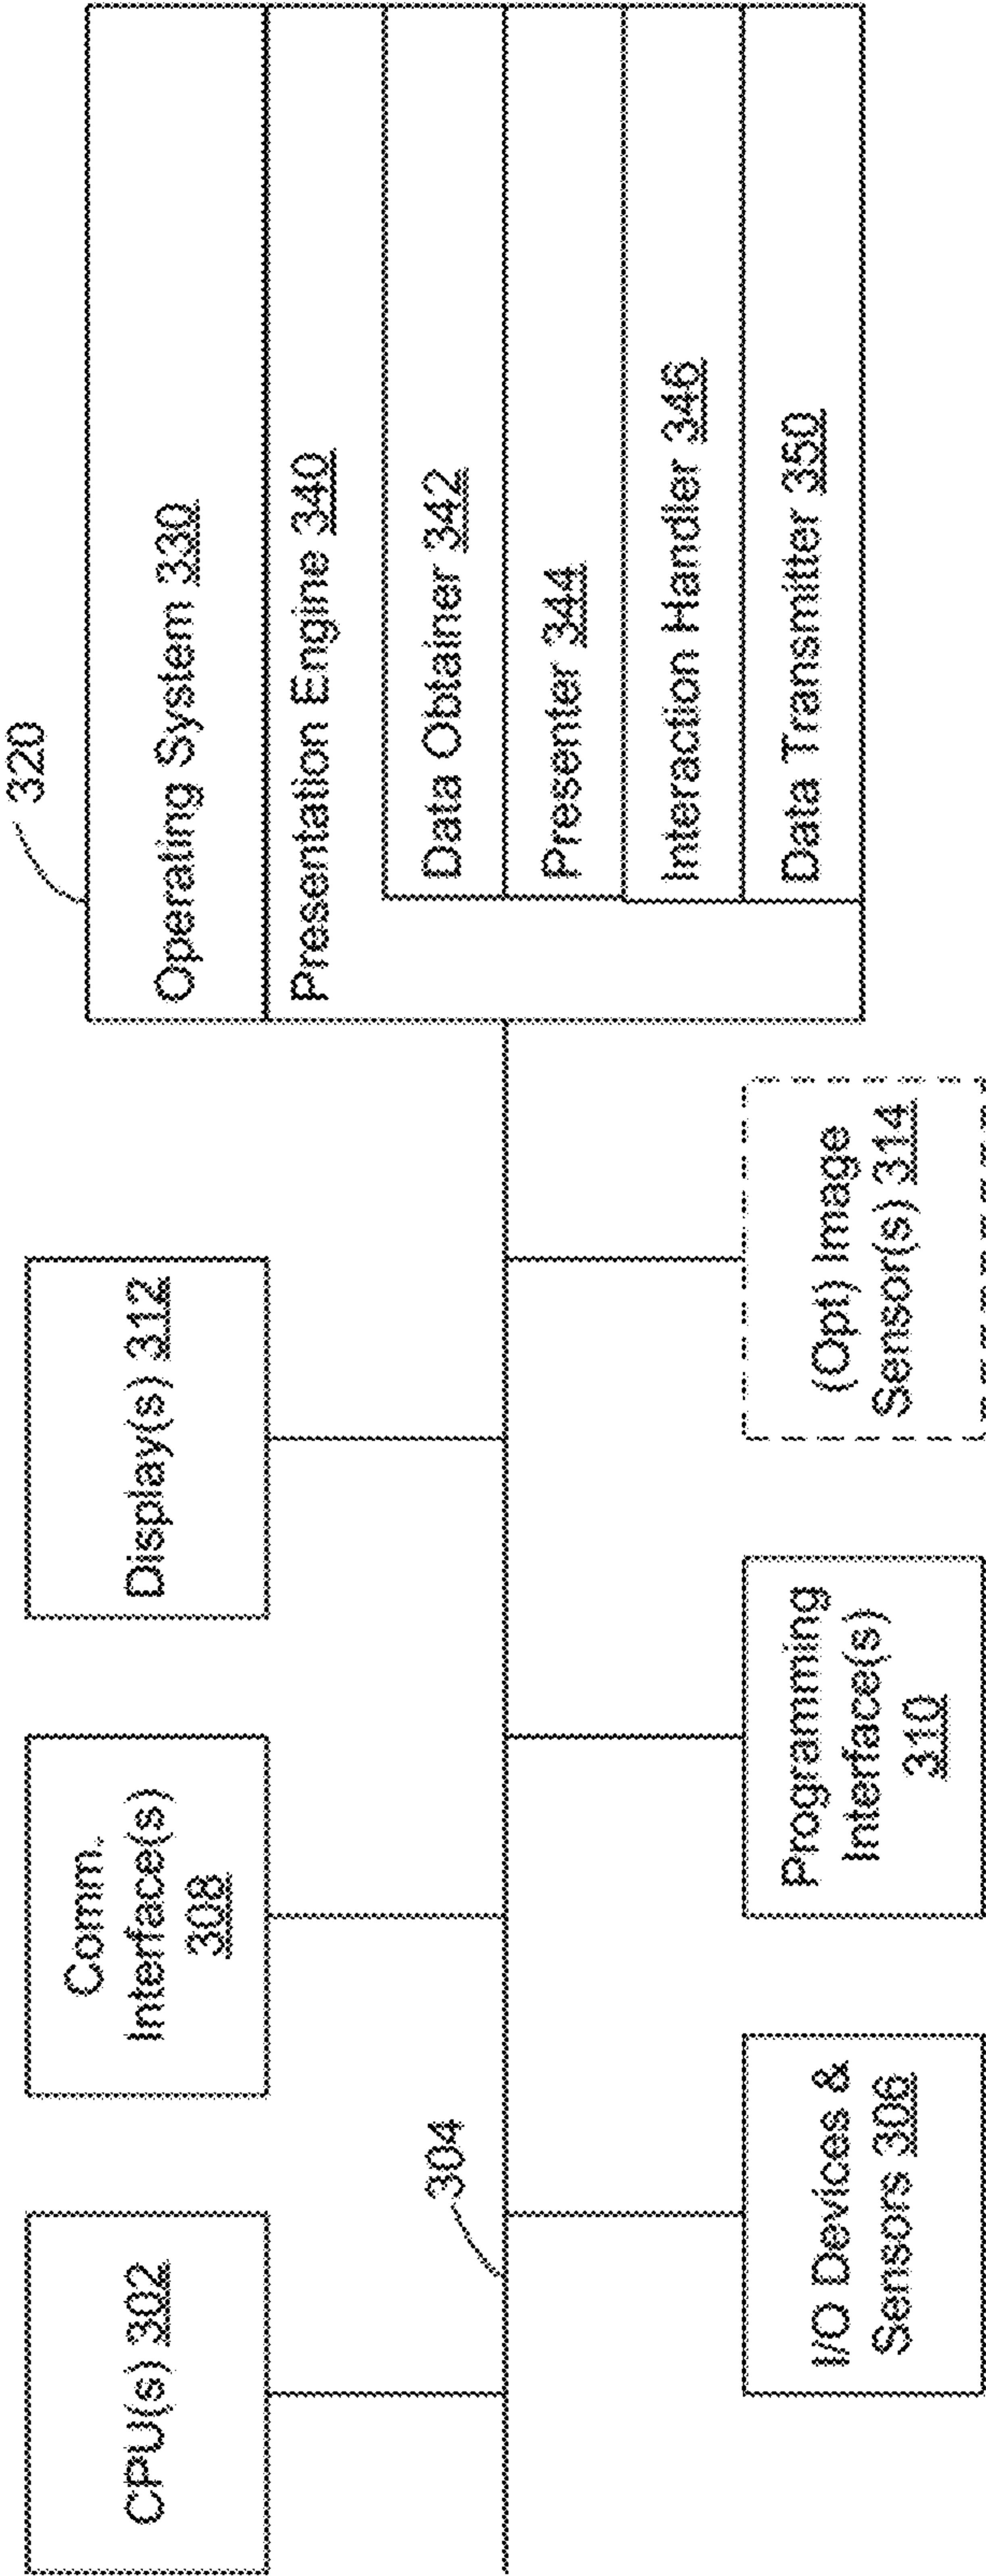 CPU(s) 302
Comm.
Interface(s)
308
Display(s) 312
304
I/O Devices &
Sensors 306
Programming
Interface(s)
310
(Opt) Image
Sensor(s) 314
320
Operating System 330
Presentation Engine 340
Data Obtainer 342
Presenter 344
Interaction Handler 346
Data Transmitter 350